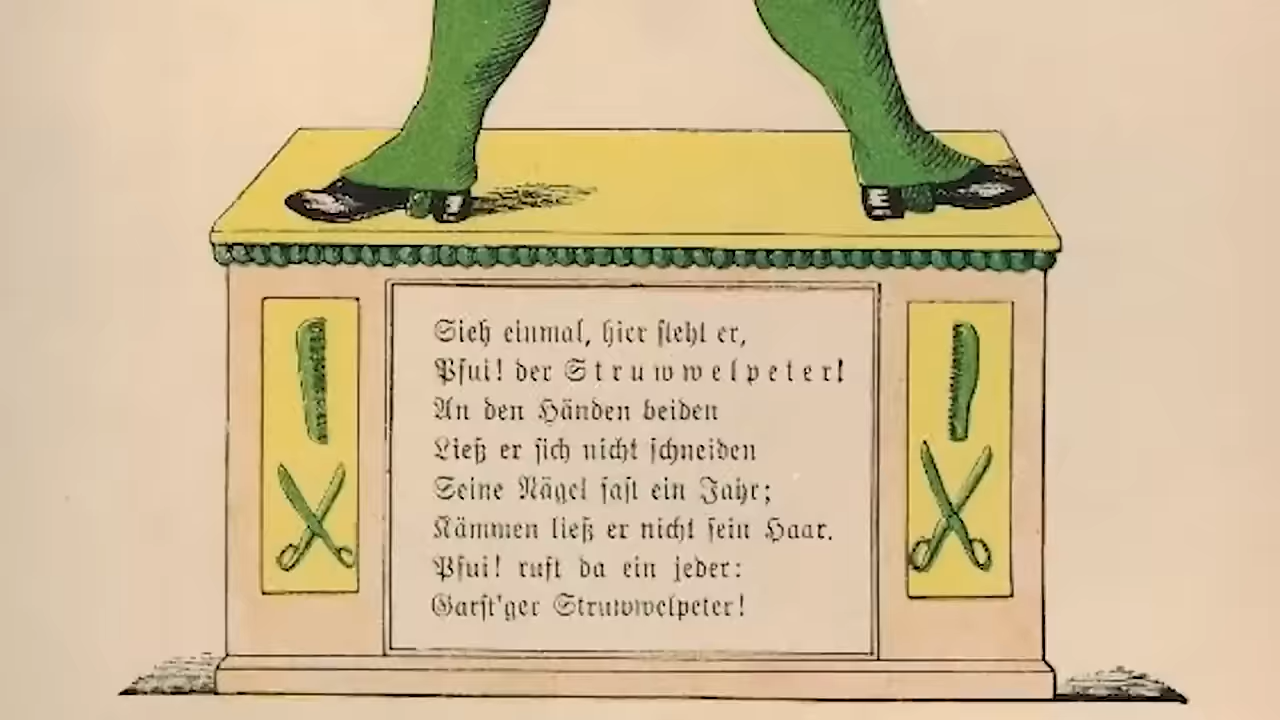 Sieh einmal, hier steht er,
Pfui! der Struwwelpeter!
An den Händen beiden
Ließ er sich nicht schneiden
Seine Nägel fast ein Jahr;
Kämmen ließ er nicht sein Haar.
Pfui! ruft da ein jeder:
Garst'ger Struwwelpeter!